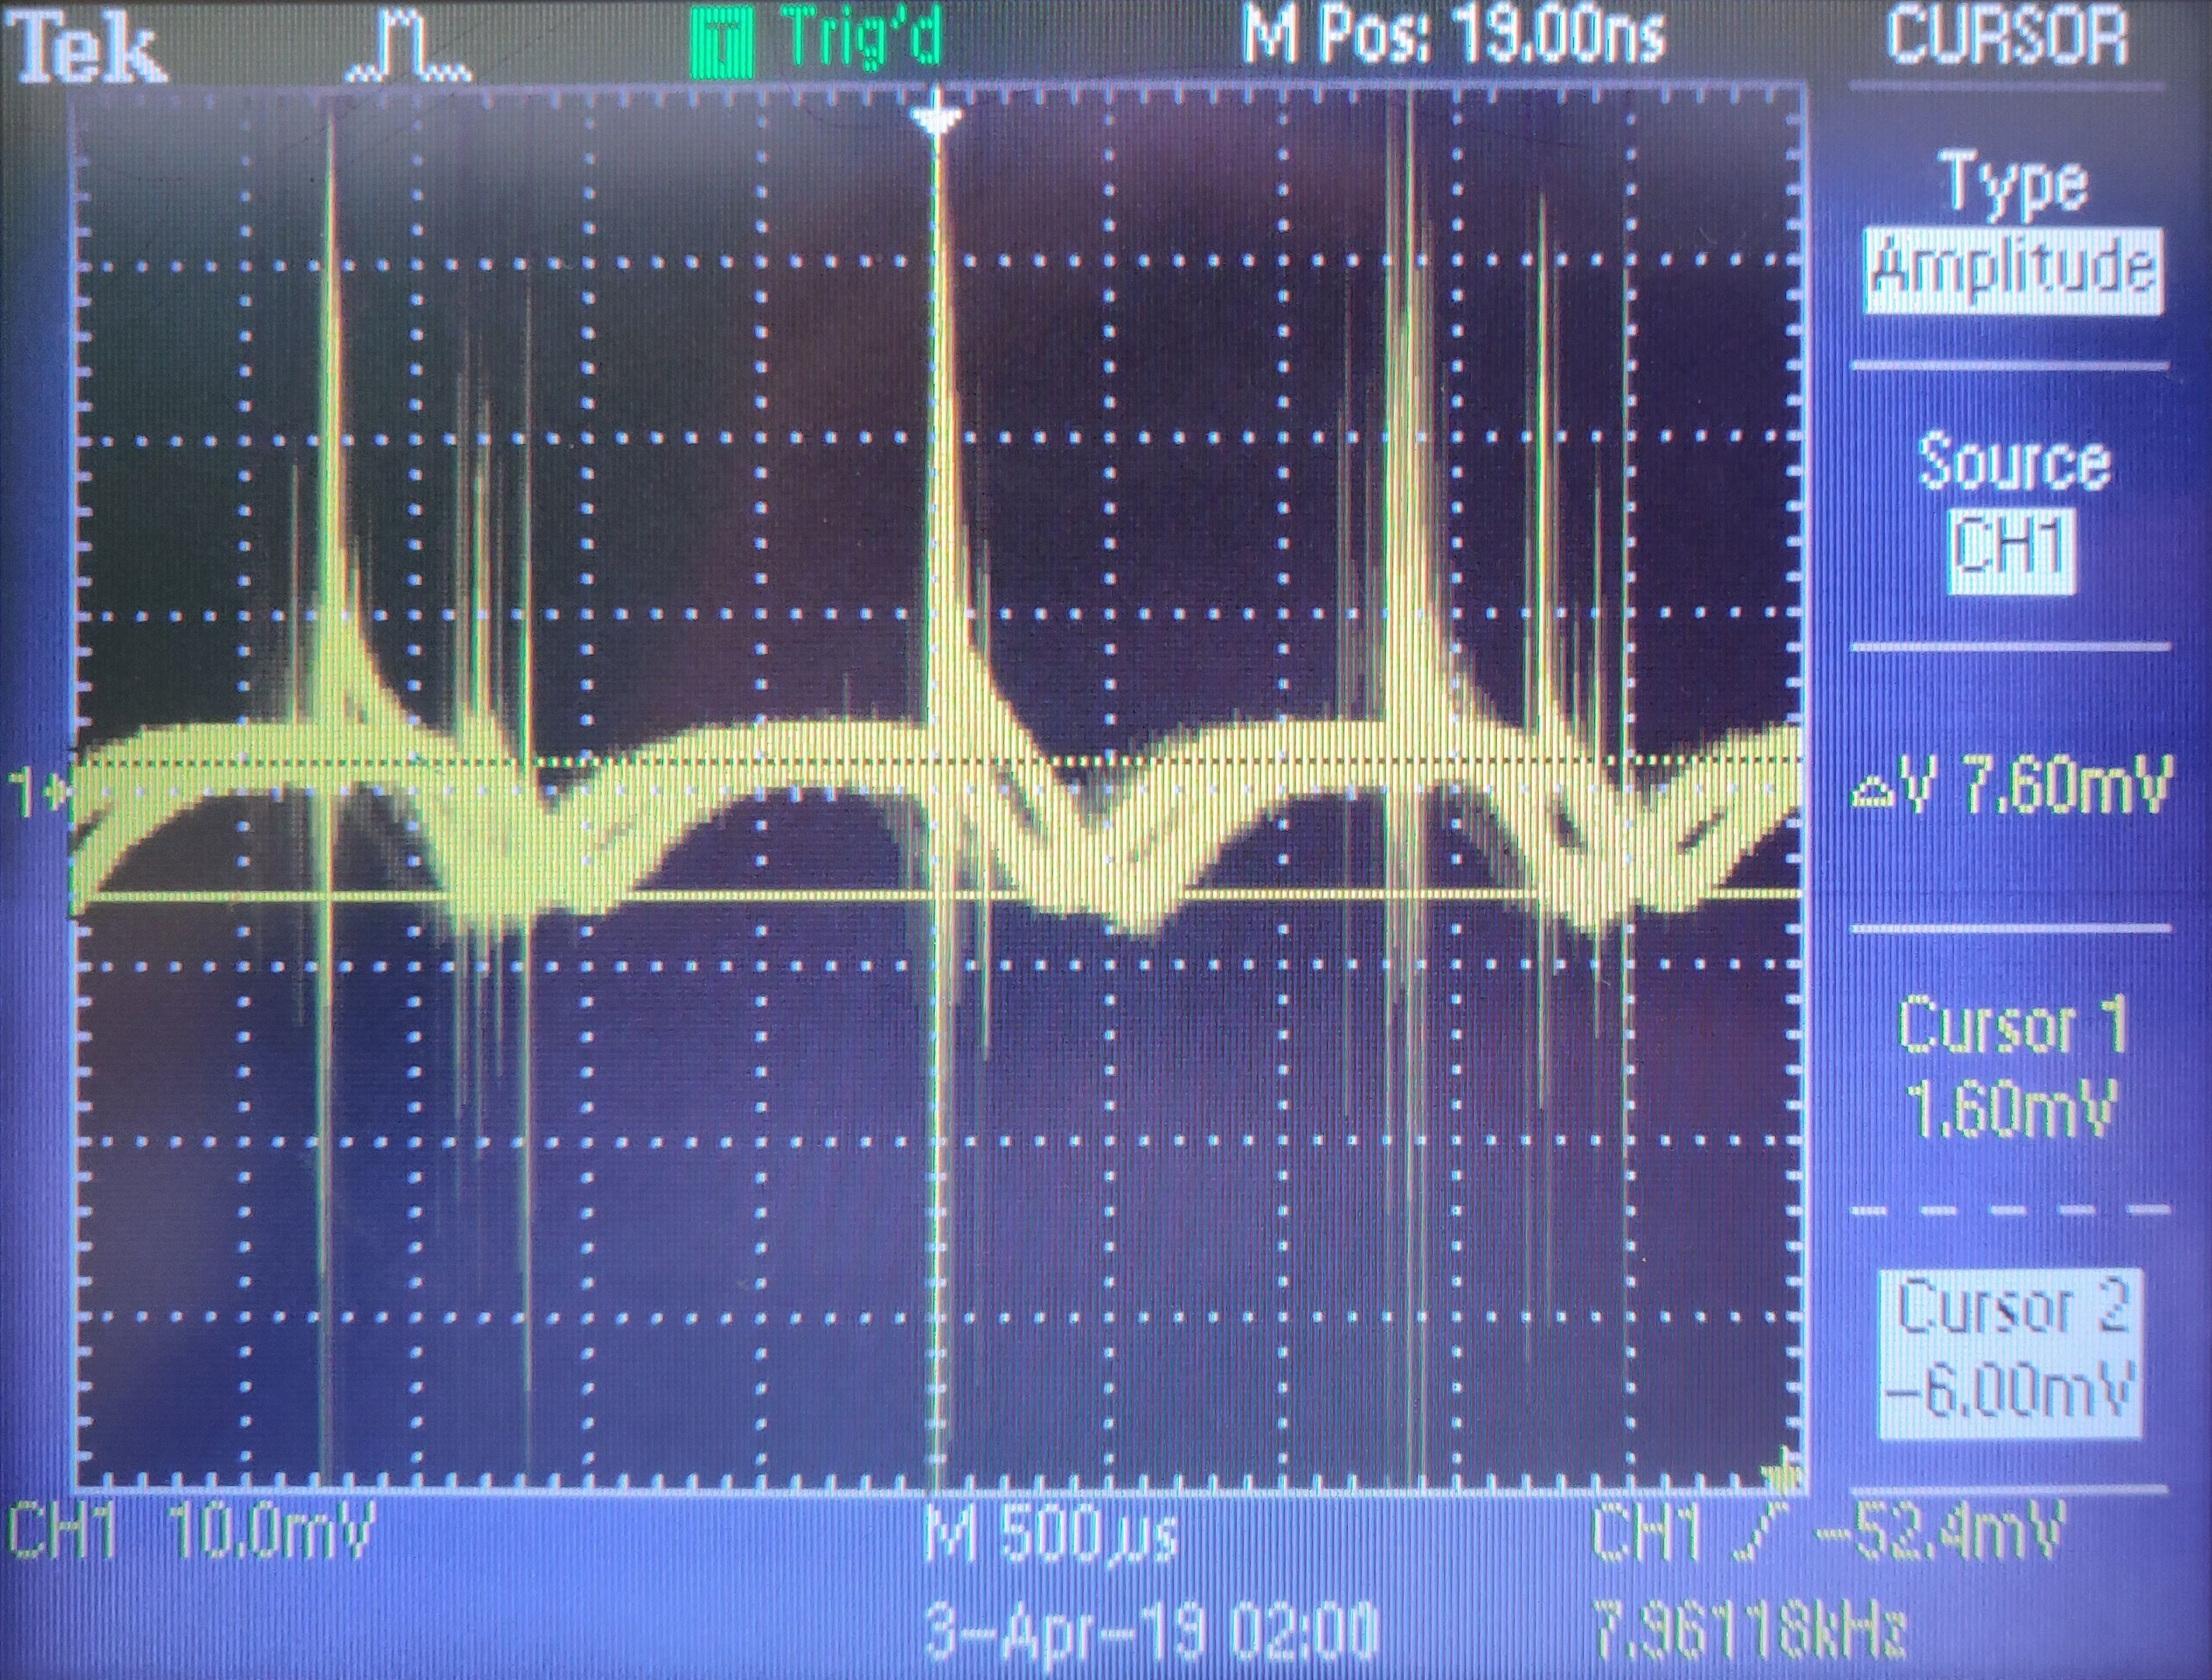 Tek T Trig'd M Pos: 19.00ns CURSOR
Type
Amplitude
Source
CH1
1
△V 7.60mV
Cursor 1
1.60mV
Cursor 2
-6.00mV
CH1 10.0mV M 500µs CH1 -52.4mV
3-Apr-19 02:00 7.96118kHz